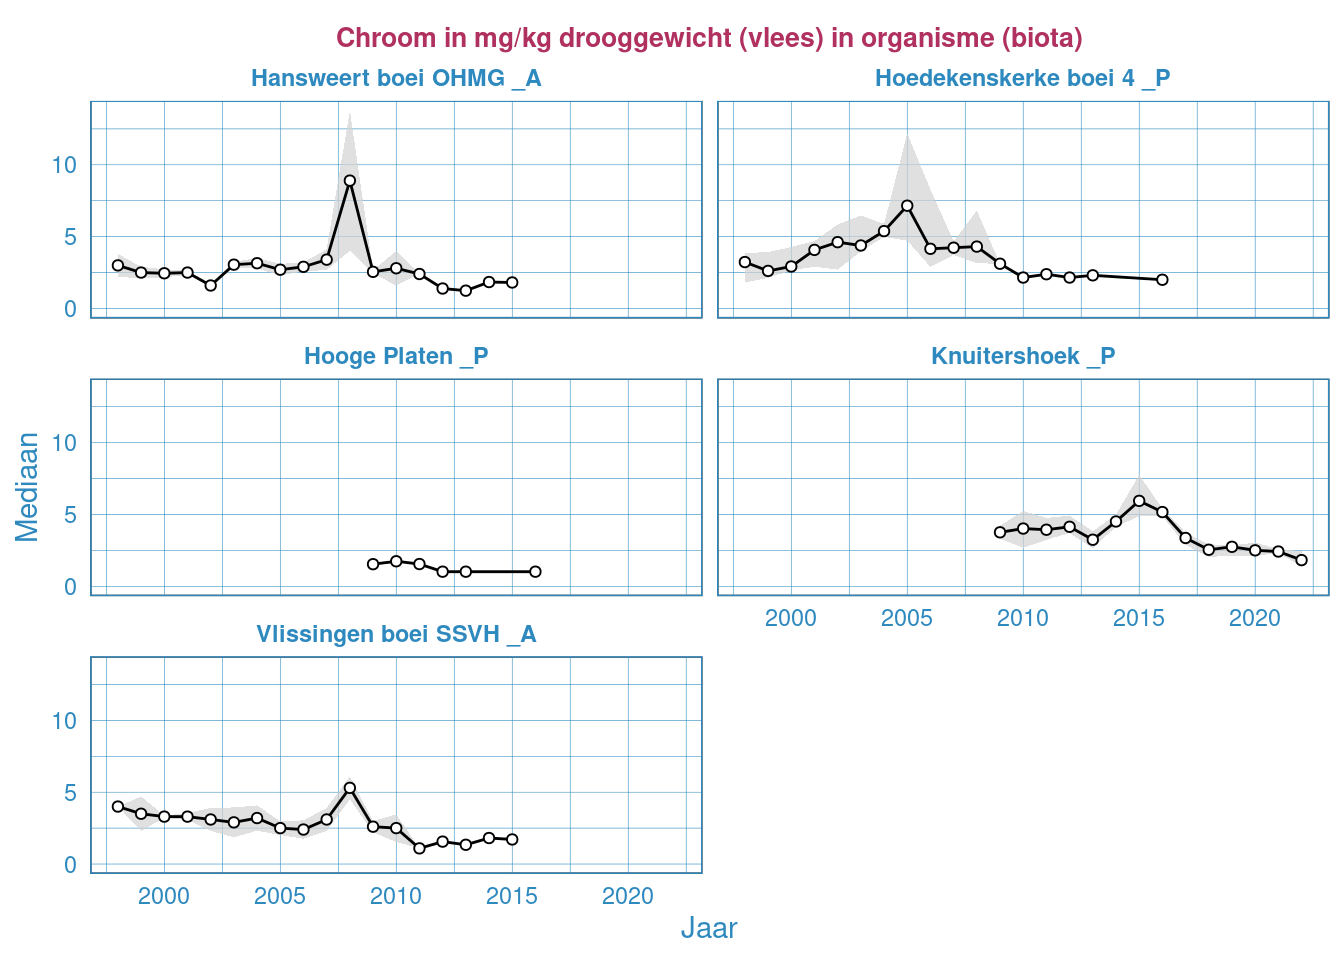 Chroom in mg/kg drooggewicht (vlees) in organisme (biota)
Hansweert boei OHMG _A
Hoedekenskerke boei 4 _P
10
5
0
Hooge Platen _P
Knuitershoek _P
Mediaan
10
5
0
2000 2005 2010 2015 2020
Vlissingen boei SSVH _A
10
5
0
2000 2005 2010 2015 2020
Jaar